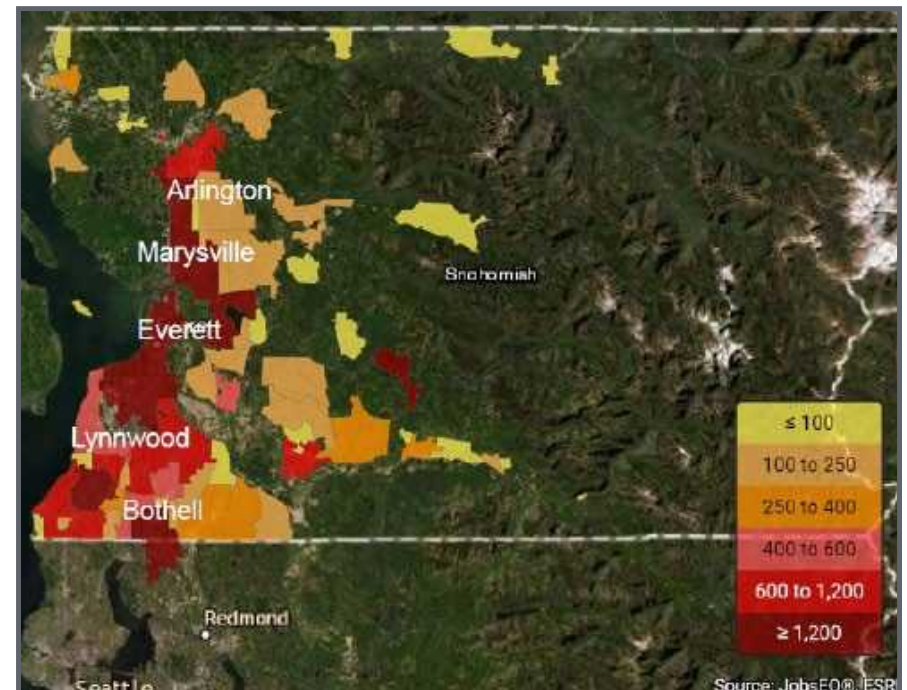 Arlington
Marysville
Snohomish
Everett
Lynnwood
Bothell
Redmond
Seattle
≤ 100
100 to 250
250 to 400
400 to 600
600 to 1,200
≥ 1,200
Source: JobsEQ®, ESR